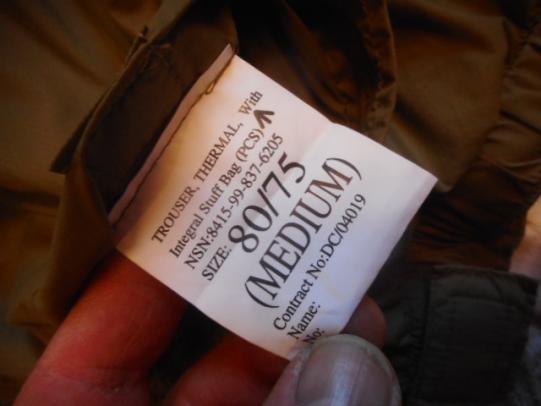 TROUSER, THERMAL, With
Integral Stuff Bag (PCS)
NSN:8415-99-837-6205
SIZE: 80/75
(MEDIUM)
Contract No:DC/04019
Name:
No: